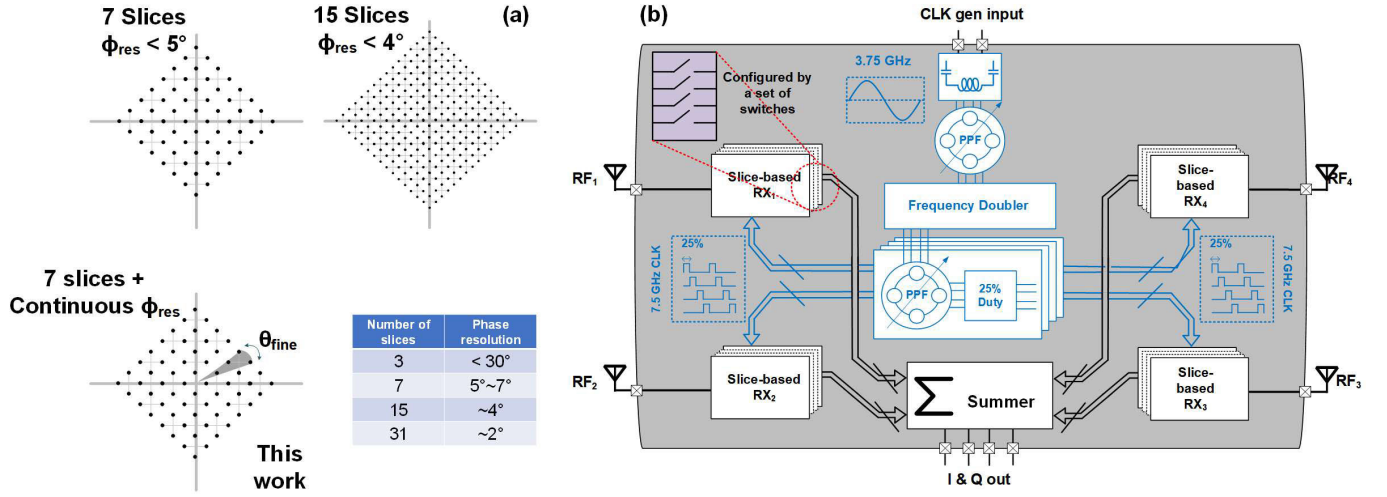 7 Slices
ϕres < 5°
15 Slices
ϕres < 4°
(a)
7 slices +
Continuous ϕres
θfine
This
work
Number of slices | Phase resolution
3 | < 30°
7 | 5°~7°
15 | ~4°
31 | ~2°
(b)
CLK gen input
Configured by
a set of
switches
3.75 GHz
PPF
Frequency Doubler
PPF
25%
Duty
RF1
Slice-based
RX1
RF2
Slice-based
RX2
Slice-
based
RX4
RF4
Slice-
based
RX3
RF3
7.5 GHz CLK
25%
25%
7.5 GHz CLK
Σ Summer
I & Q out